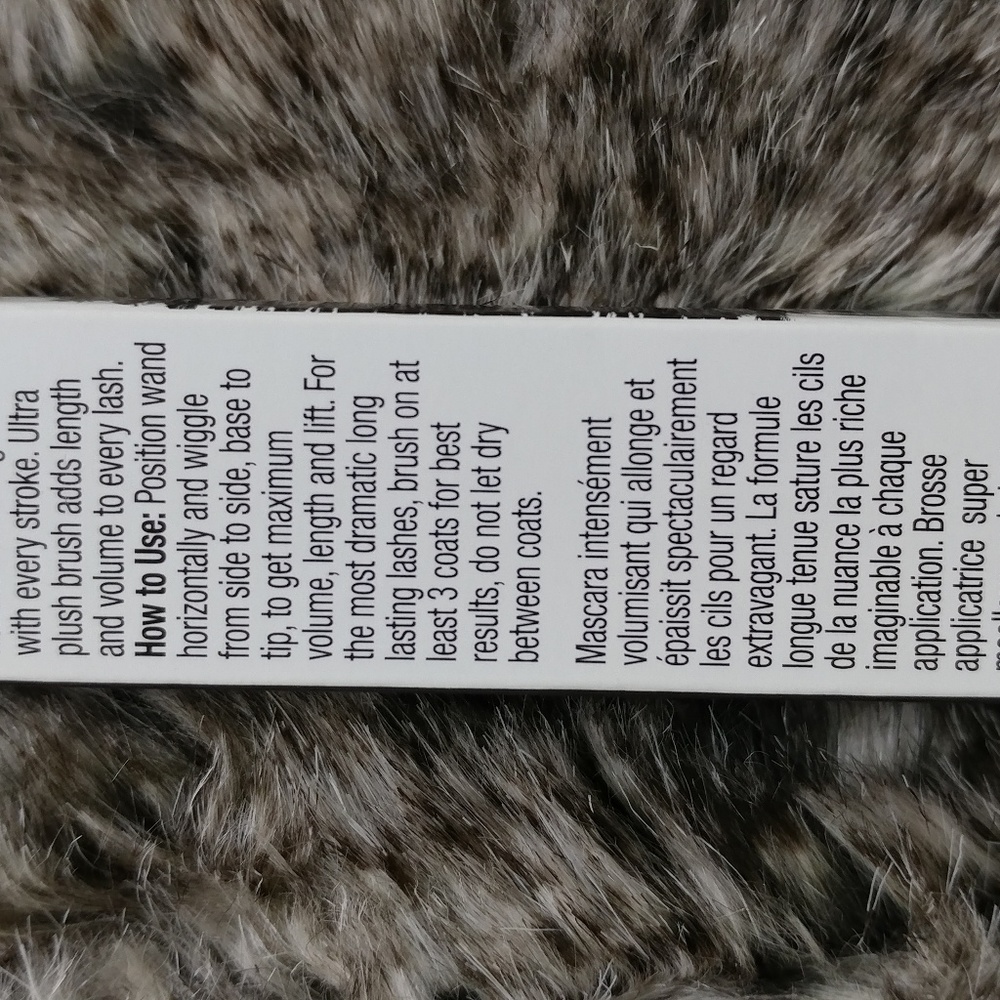 with every stroke. Ultra
plush brush adds length
and volume to every lash.
How to Use: Position wand
horizontally and wiggle
from side to side, base to
tip, to get maximum
volume, length and lift. For
the most dramatic long
lasting lashes, brush on at
least 3 coats for best
results, do not let dry
between coats.
Mascara intensément
volumisant qui allonge et
épaissit spectaculairement
les cils pour un regard
extravagant. La formule
longue tenue sature les cils
de la nuance la plus riche
imaginable à chaque
application. Brosse
applicatrice super